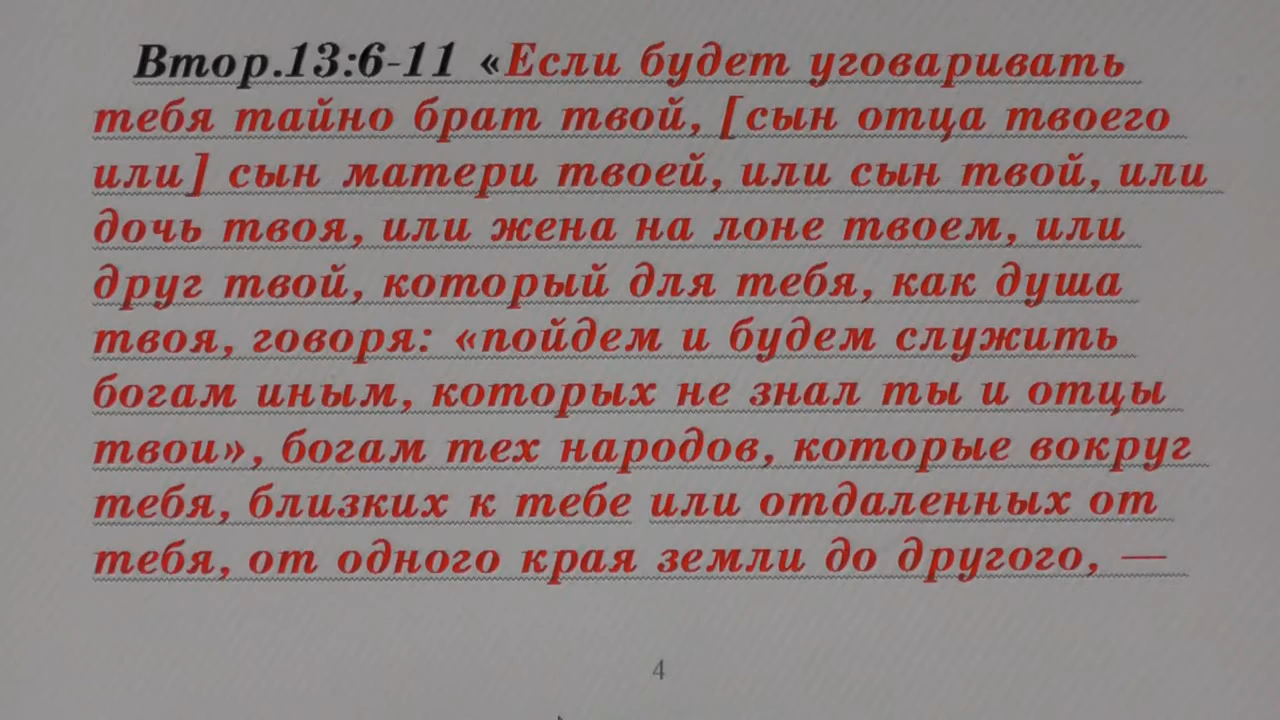 Втор.13:6-11 «Если будет уговаривать
тебя тайно брат твой, [сын отца твоего
или] сын матери твоей, или сын твой, или
дочь твоя, или жена на лоне твоем, или
друг твой, который для тебя, как душа
твоя, говоря: «пойдем и будем служить
богам иным, которых не знал ты и отцы
твои», богам тех народов, которые вокруг
тебя, близких к тебе или отдаленных от
тебя, от одного края земли до другого, —
4